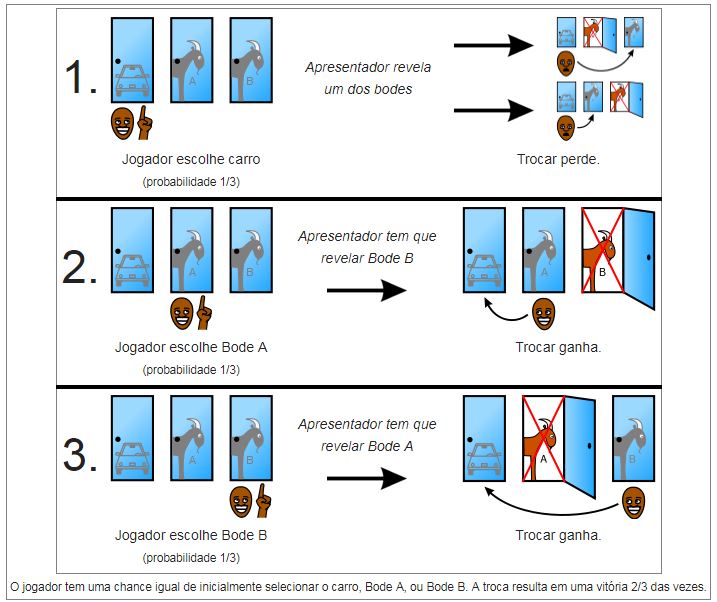 1.
A
B
Apresentador revela
um dos bodes
Jogador escolhe carro
(probabilidade 1/3)
Trocar perde.
2.
A
B
Apresentador tem que
revelar Bode B
A
B
Jogador escolhe Bode A
(probabilidade 1/3)
Trocar ganha.
3.
A
B
Apresentador tem que
revelar Bode A
A
B
Jogador escolhe Bode B
(probabilidade 1/3)
Trocar ganha.
O jogador tem uma chance igual de inicialmente selecionar o carro, Bode A, ou Bode B. A troca resulta em uma vitória 2/3 das vezes.